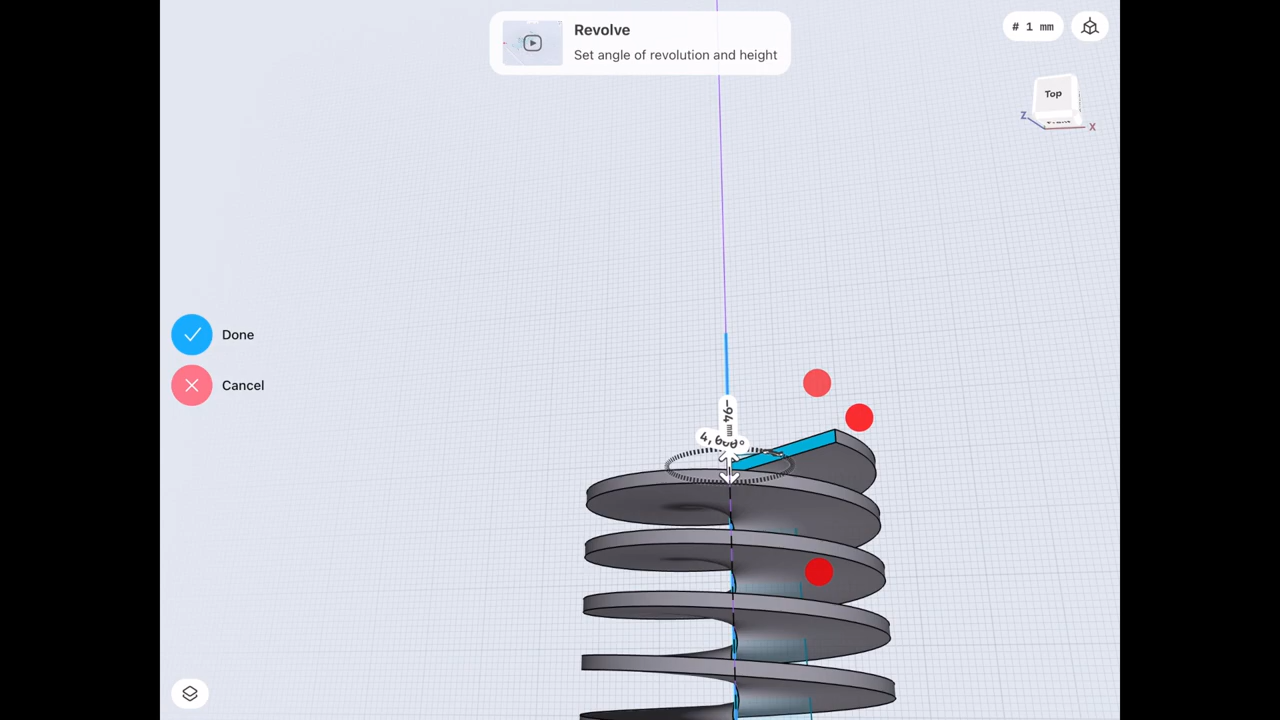 Revolve
Set angle of revolution and height
# 1 mm
Top
Z
X
Done
Cancel
-94 mm